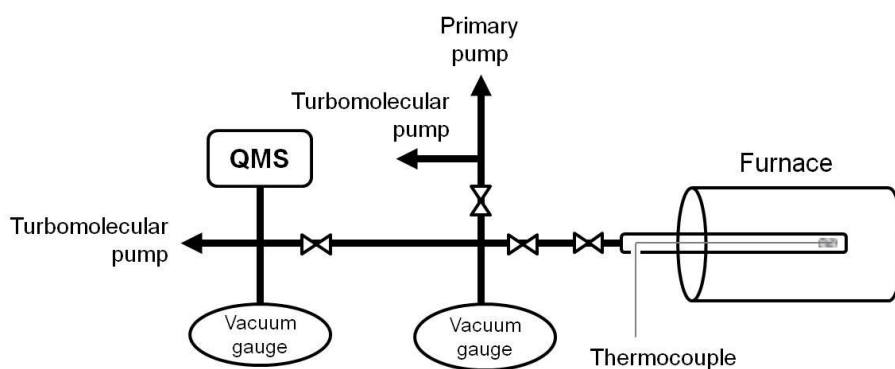 Primary
pump
Turbomolecular
pump
QMS
Furnace
Turbomolecular
pump
Vacuum
gauge
Vacuum
gauge
Thermocouple